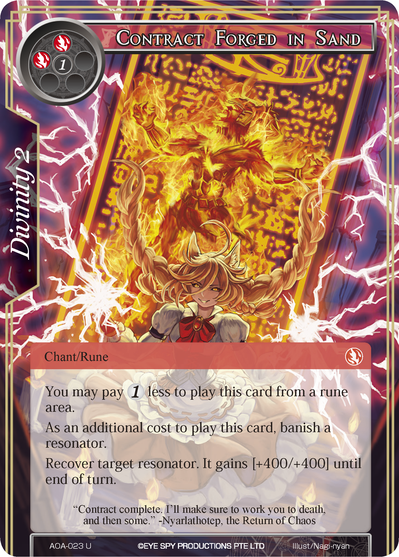 Contract Forged in Sand
1
Divinity 2
Chant/Rune
You may pay 1 less to play this card from a rune
area.
As an additional cost to play this card, banish a
resonator.
Recover target resonator. It gains [+400/+400] until
end of turn.
“Contract complete. I'll make sure to work you to death,
and then some.” -Nyarlathotep, the Return of Chaos
AOA-023 U ©EYE SPY PRODUCTIONS PTE LTD Illust/Nagi-nyan